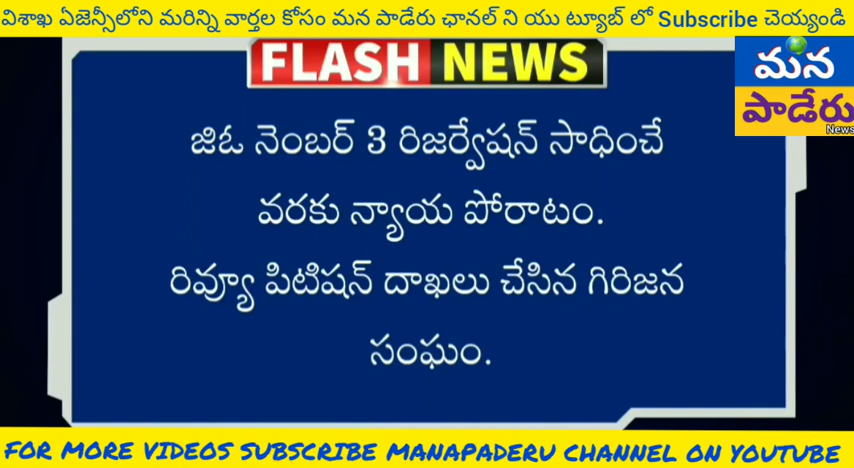 విశాఖ ఏజెన్సీలోని మరిన్ని వార్తల కోసం మన పాడేరు ఛానల్ ని యు ట్యూబ్ లో Subscribe చెయ్యండి
FLASH NEWS
మన
పాడేరు
News
జిఓ నెంబర్ 3 రిజర్వేషన్ సాధించే
వరకు న్యాయ పోరాటం.
రివ్యూ పిటిషన్ దాఖలు చేసిన గిరిజన
సంఘం.
FOR MORE VIDEOS SUBSCRIBE MANAPADERU CHANNEL ON YOUTUBE